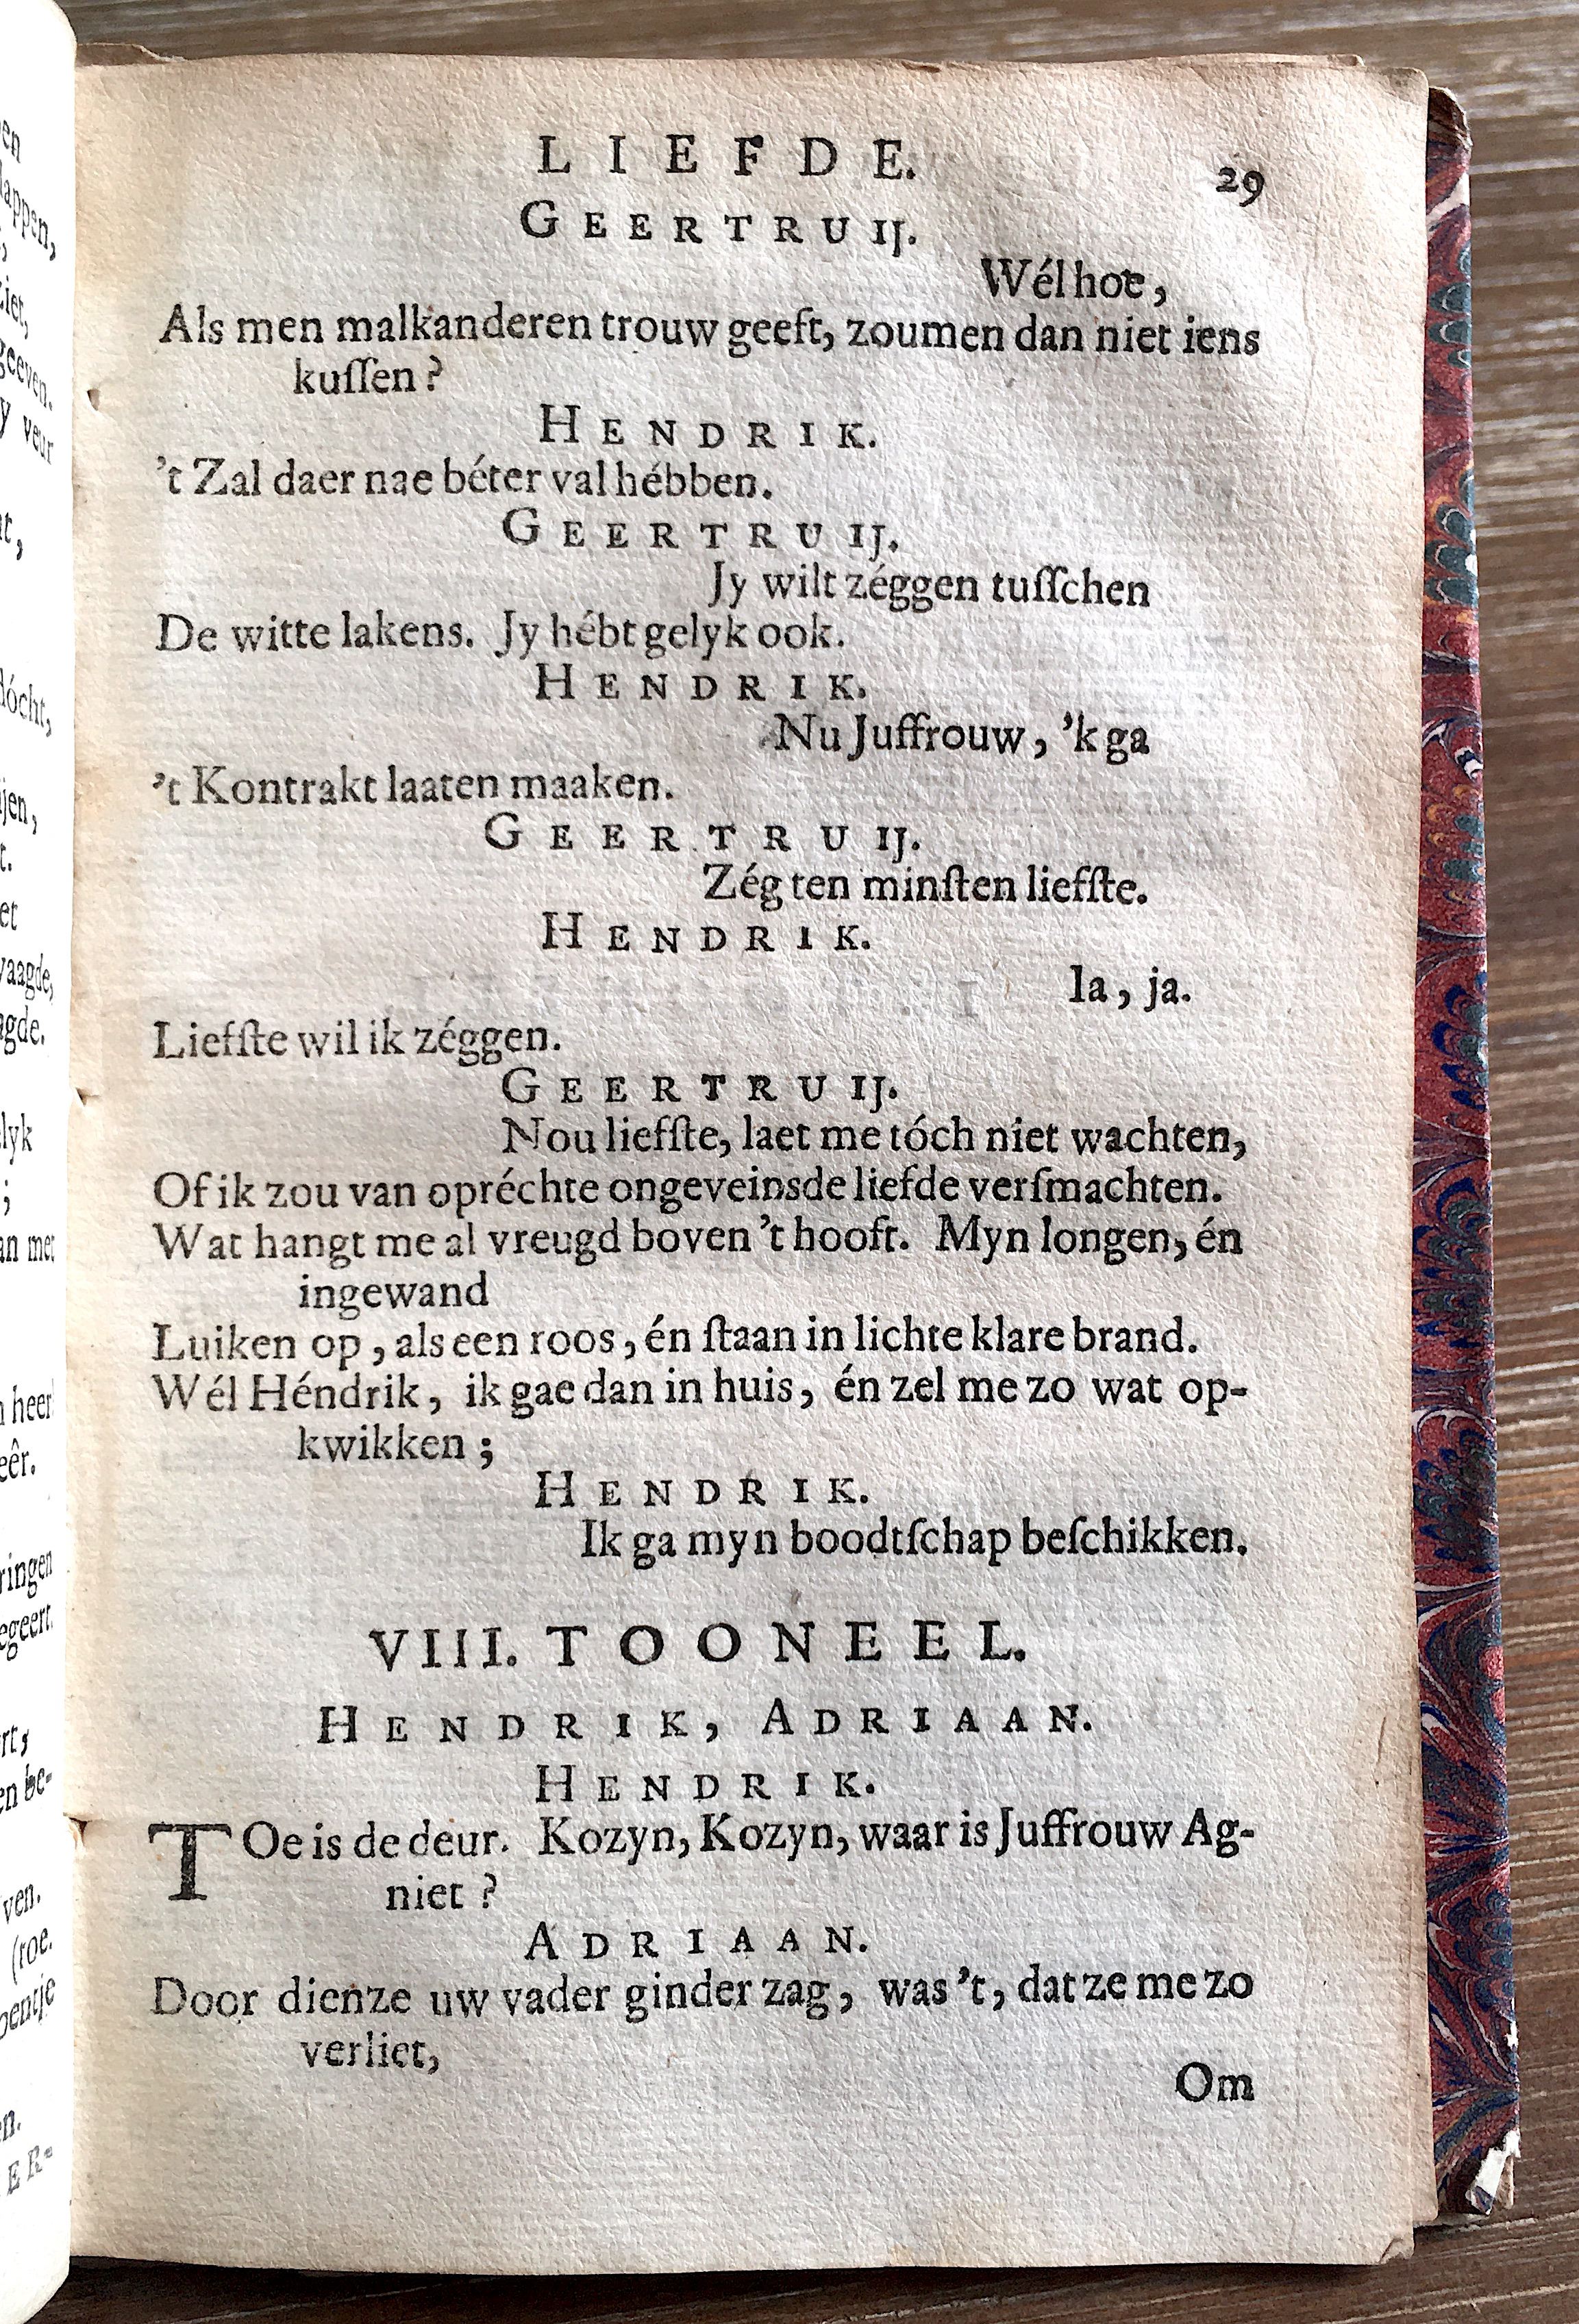 LIEFDE. 29
GEERTRUIJ.
Wél hoe,
Als men malkanderen trouw geeft, zoumen dan niet iens
kuſſen?
HENDRIK.
't Zal daer nae béter val hébben.
GEERTRUIJ.
Jy wilt zéggen tuſſchen
De witte lakens. Jy hébt gelyk ook.
HENDRIK.
Nu Juffrouw, 'k ga
't Kontrakt laaten maaken.
GEERTRUIJ.
Zég ten minſten liefſte.
HENDRIK.
Ia, ja.
Liefſte wil ik zéggen.
GEERTRUIJ.
Nou liefſte, laet me tóch niet wachten,
Of ik zou van opréchte ongeveinsde liefde verſmachten.
Wat hangt me al vreugd boven 't hooft. Myn longen, én
ingewand
Luiken op, als een roos, én ſtaan in lichte klare brand.
Wél Héndrik, ik gae dan in huis, én zel me zo wat op-
kwikken;
HENDRIK.
Ik ga myn boodtſchap beſchikken.
VIII. TOONEEL.
HENDRIK, ADRIAAN.
HENDRIK.
TOe is de deur. Kozyn, Kozyn, waar is Juffrouw Ag-
niet?
ADRIAAN.
Door dienze uw vader ginder zag, was 't, dat ze me zo
verliet,
Om